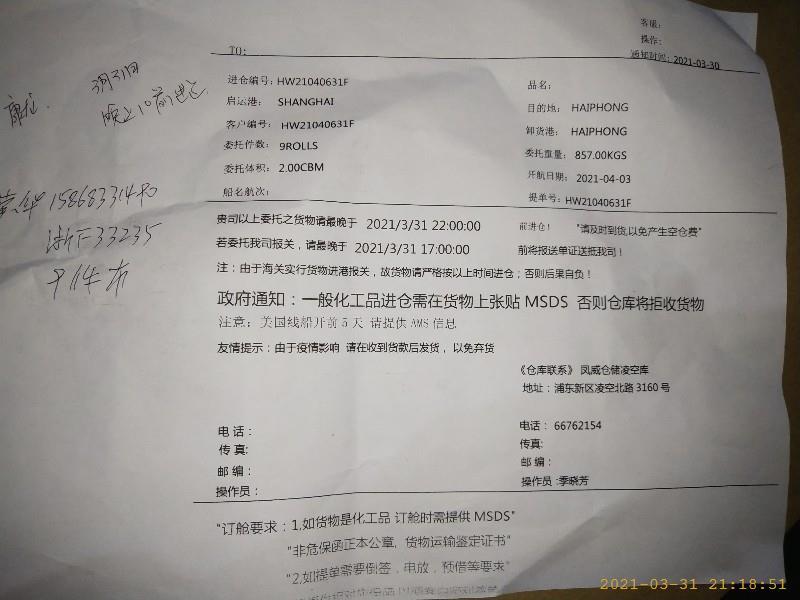 客服：
操作：
TO:
通知时间：2021-03-30
进仓编号：HW21040631F
品名：
启运港： SHANGHAI
目的地： HAIPHONG
客户编号： HW21040631F
卸货港： HAIPHONG
委托件数： 9ROLLS
委托重量： 857.00KGS
委托体积： 2.00CBM
开航日期： 2021-04-03
船名航次：
提单号：HW21040631F
3月31日
晚上10前进仓
浙F33235
9件布
贵司以上委托之货物请最晚于 2021/3/31 22:00:00 前进仓！ "请及时到货,以免产生空仓费"
若委托我司报关，请最晚于 2021/3/31 17:00:00 前将报送单证送抵我司！
注：由于海关实行货物进港报关，故货物请严格按以上时间进仓；否则后果自负！
政府通知：一般化工品进仓需在货物上张贴 MSDS 否则仓库将拒收货物
注意：美国线船开前5天 请提供 AMS 信息
友情提示：由于疫情影响 请在收到货款后发货，以免弃货
《仓库联系》 凤威仓储凌空库
地址：浦东新区凌空北路 3160 号
电话：
电话： 66762154
传真:
传真:
邮编：
邮编：
操作员：
操作员 :季晓芳
"订舱要求：1,如货物是化工品 订舱时需提供 MSDS"
"非危保函正本公章，货物运输鉴定证书"
"2,如提单需要倒签，电放，预借等要求"
2021-03-31 21:18:51